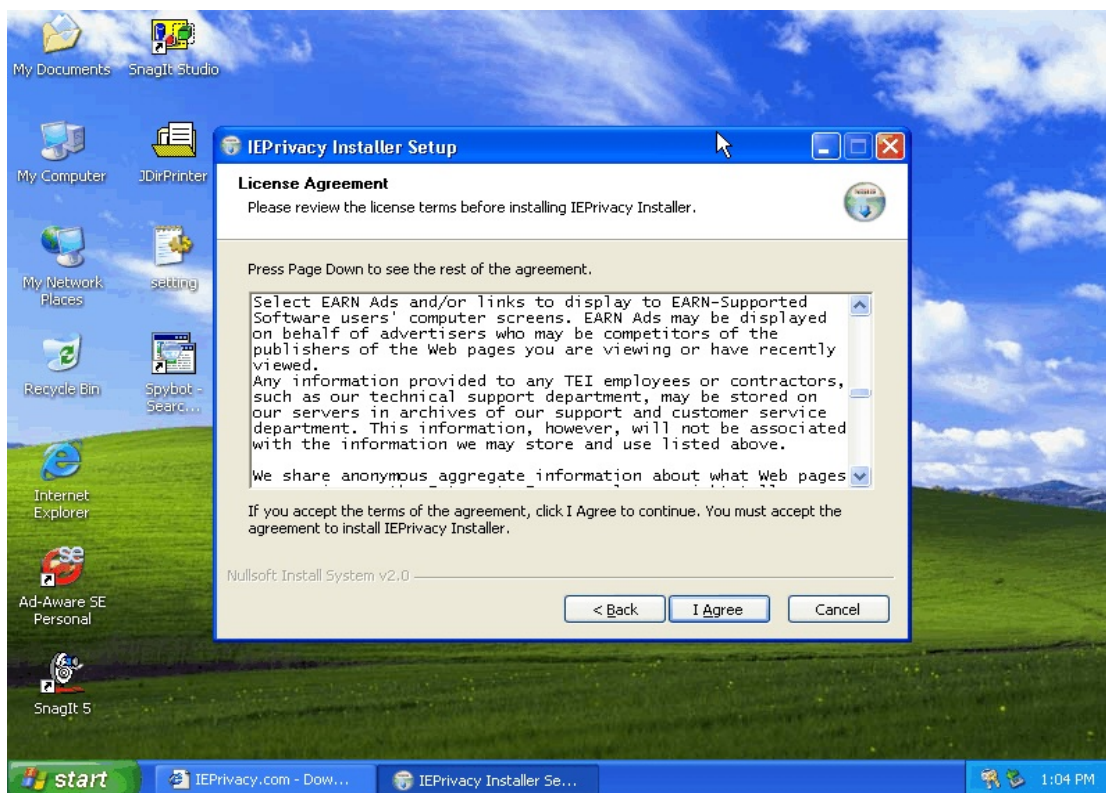 My Documents
SnagIt Studio
My Computer
JDirPrinter
My Network
Places
setting
Recycle Bin
Spybot -
Searc...
Internet
Explorer
Ad-Aware SE
Personal
SnagIt 5
IEPrivacy Installer Setup
License Agreement
Please review the license terms before installing IEPrivacy Installer.
Press Page Down to see the rest of the agreement.
Select EARN Ads and/or links to display to EARN-Supported
Software users' computer screens. EARN Ads may be displayed
on behalf of advertisers who may be competitors of the
publishers of the Web pages you are viewing or have recently
viewed.
Any information provided to any TEI employees or contractors,
such as our technical support department, may be stored on
our servers in archives of our support and customer service
department. This information, however, will not be associated
with the information we may store and use listed above.
We share anonymous aggregate information about what Web pages
If you accept the terms of the agreement, click I Agree to continue. You must accept the
agreement to install IEPrivacy Installer.
Nullsoft Install System v2.0
< Back
I Agree
Cancel
start
IEPrivacy.com - Dow...
IEPrivacy Installer Se...
1:04 PM